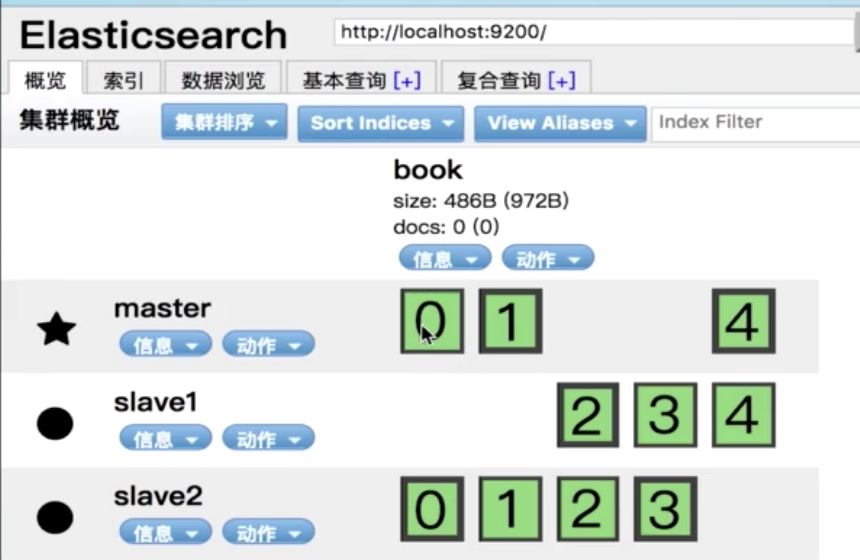 Elasticsearch http://localhost:9200/
概览 索引 数据浏览 基本查询 [+] 复合查询 [+]
集群概览 集群排序 Sort Indices View Aliases Index Filter
book
size: 486B (972B)
docs: 0 (0)
信息 动作
master
信息 动作
0 1 4
slave1
信息 动作
2 3 4
slave2
信息 动作
0 1 2 3